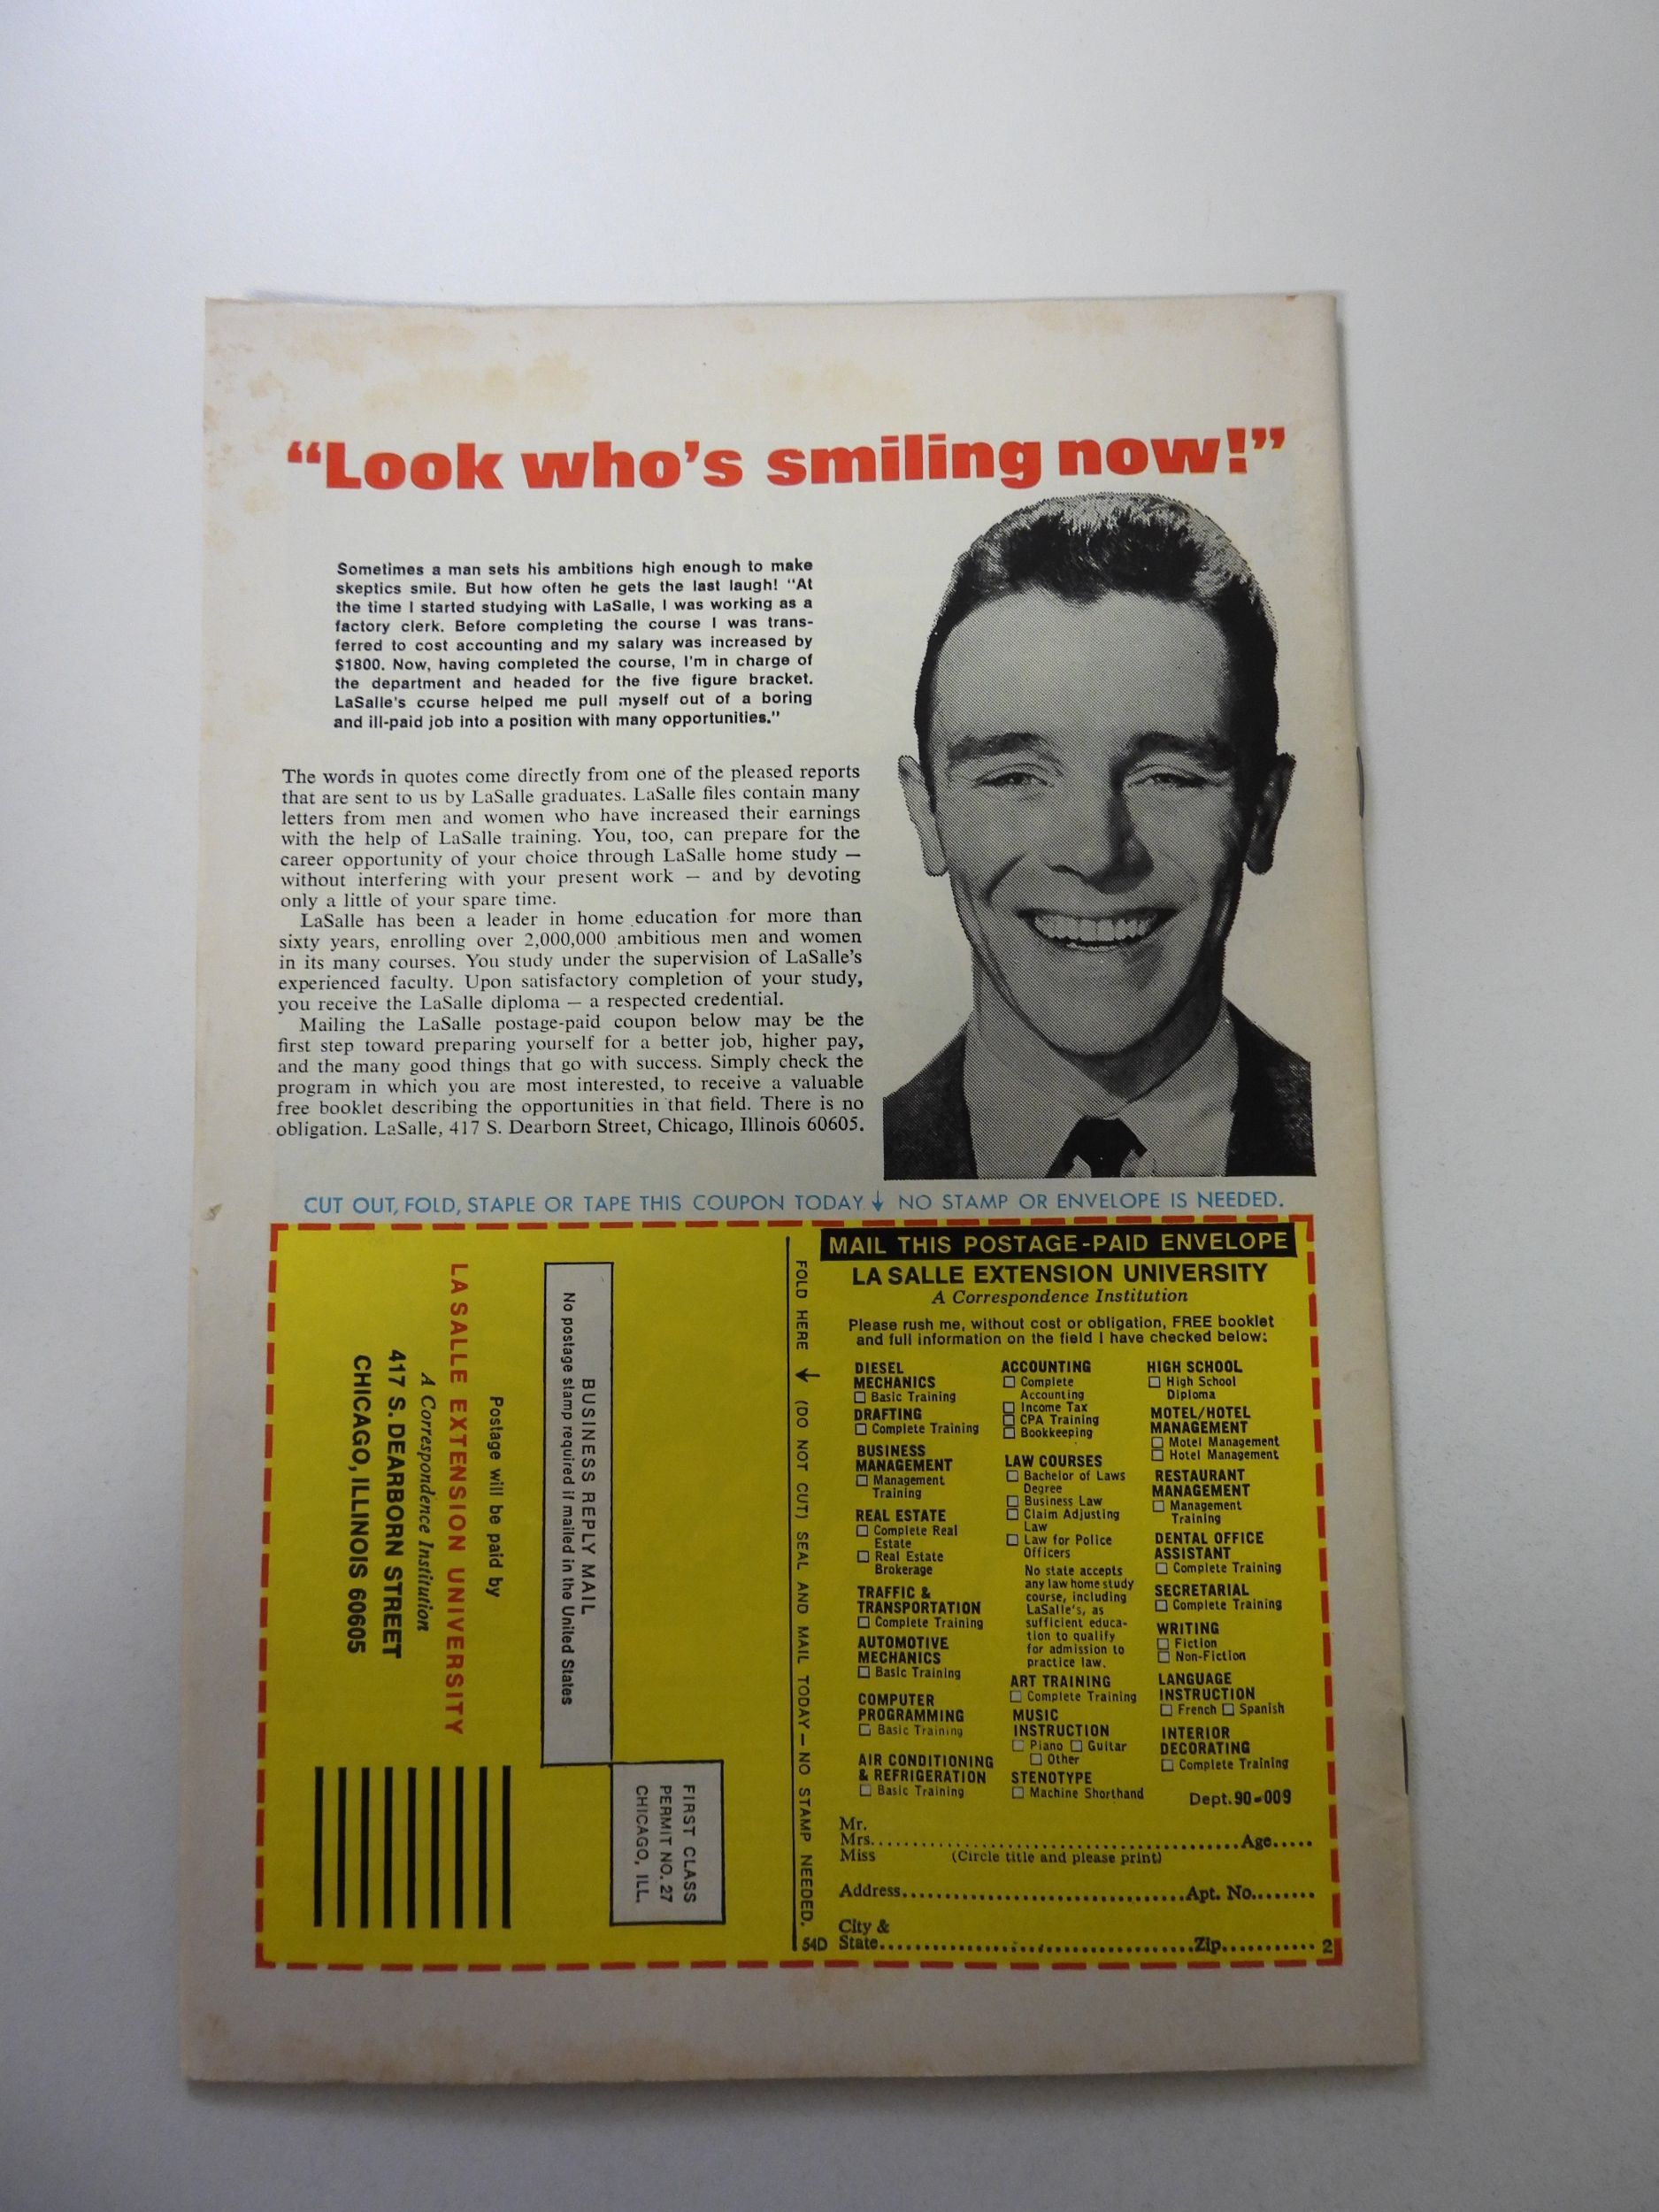 “Look who’s smiling now!”
Sometimes a man sets his ambitions high enough to make
skeptics smile. But how often he gets the last laugh! “At
the time I started studying with LaSalle, I was working as a
factory clerk. Before completing the course I was trans-
ferred to cost accounting and my salary was increased by
$1800. Now, having completed the course, I’m in charge of
the department and headed for the five figure bracket.
LaSalle’s course helped me pull myself out of a boring
and ill-paid job into a position with many opportunities.”
The words in quotes come directly from one of the pleased reports
that are sent to us by LaSalle graduates. LaSalle files contain many
letters from men and women who have increased their earnings
with the help of LaSalle training. You, too, can prepare for the
career opportunity of your choice through LaSalle home study —
without interfering with your present work — and by devoting
only a little of your spare time.
LaSalle has been a leader in home education for more than
sixty years, enrolling over 2,000,000 ambitious men and women
in its many courses. You study under the supervision of LaSalle’s
experienced faculty. Upon satisfactory completion of your study,
you receive the LaSalle diploma — a respected credential.
Mailing the LaSalle postage-paid coupon below may be the
first step toward preparing yourself for a better job, higher pay,
and the many good things that go with success. Simply check the
program in which you are most interested, to receive a valuable
free booklet describing the opportunities in that field. There is no
obligation. LaSalle, 417 S. Dearborn Street, Chicago, Illinois 60605.
CUT OUT, FOLD, STAPLE OR TAPE THIS COUPON TODAY ↓ NO STAMP OR ENVELOPE IS NEEDED.
FIRST CLASS
PERMIT NO. 27
CHICAGO, ILL.
BUSINESS REPLY MAIL
No postage stamp required if mailed in the United States
Postage will be paid by
LA SALLE EXTENSION UNIVERSITY
A Correspondence Institution
417 S. DEARBORN STREET
CHICAGO, ILLINOIS 60605
FOLD HERE → (DO NOT CUT) SEAL AND MAIL TODAY — NO STAMP NEEDED.
54D
MAIL THIS POSTAGE-PAID ENVELOPE
LA SALLE EXTENSION UNIVERSITY
A Correspondence Institution
Please rush me, without cost or obligation, FREE booklet
and full information on the field I have checked below:
DIESEL
MECHANICS
☐ Basic Training
DRAFTING
☐ Complete Training
BUSINESS
MANAGEMENT
☐ Management
Training
REAL ESTATE
☐ Complete Real
Estate
☐ Real Estate
Brokerage
TRAFFIC &
TRANSPORTATION
☐ Complete Training
AUTOMOTIVE
MECHANICS
☐ Basic Training
COMPUTER
PROGRAMMING
☐ Basic Training
AIR CONDITIONING
& REFRIGERATION
☐ Basic Training
ACCOUNTING
☐ Complete
Accounting
☐ Income Tax
☐ CPA Training
☐ Bookkeeping
LAW COURSES
☐ Bachelor of Laws
Degree
☐ Business Law
☐ Claim Adjusting
Law
☐ Law for Police
Officers
No state accepts
any law home study
course, including
LaSalle’s, as
sufficient educa-
tion to qualify
for admission to
practice law.
ART TRAINING
☐ Complete Training
MUSIC
INSTRUCTION
☐ Piano ☐ Guitar
☐ Other
STENOTYPE
☐ Machine Shorthand
HIGH SCHOOL
☐ High School
Diploma
MOTEL/HOTEL
MANAGEMENT
☐ Motel Management
☐ Hotel Management
RESTAURANT
MANAGEMENT
☐ Management
Training
DENTAL OFFICE
ASSISTANT
☐ Complete Training
SECRETARIAL
☐ Complete Training
WRITING
☐ Fiction
☐ Non-Fiction
LANGUAGE
INSTRUCTION
☐ French ☐ Spanish
INTERIOR
DECORATING
☐ Complete Training
Dept. 90-009
Mr.
Mrs. Age
Miss (Circle title and please print)
Address Apt. No.
City &
State Zip 2